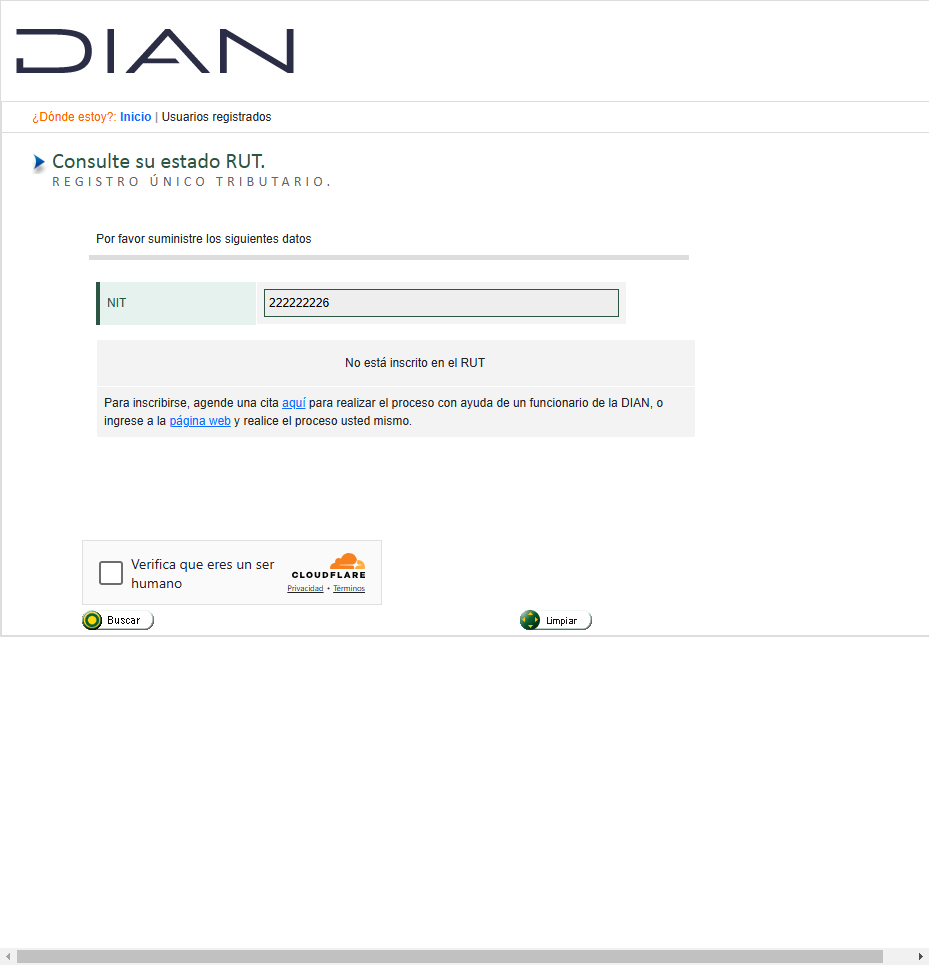 DIAN
¿Dónde estoy?: Inicio | Usuarios registrados
Consulte su estado RUT.
REGISTRO ÚNICO TRIBUTARIO.
Por favor suministre los siguientes datos
NIT 222222226
No está inscrito en el RUT
Para inscribirse, agende una cita aquí para realizar el proceso con ayuda de un funcionario de la DIAN, o
ingrese a la página web y realice el proceso usted mismo.
Verifica que eres un ser
humano
CLOUDFLARE
Privacidad • Términos
Buscar Limpiar